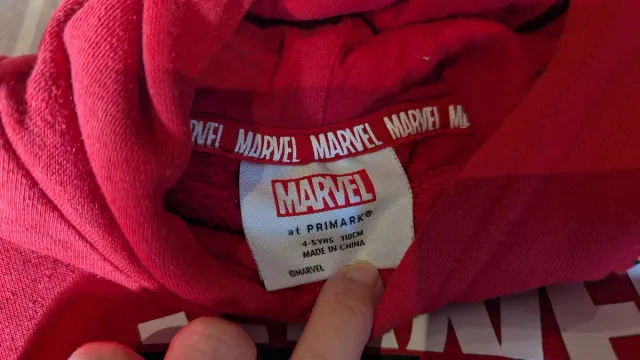 MARVEL MARVEL MARVEL
MARVEL
at PRIMARK®
4-5YRS 110CM
MADE IN CHINA
©MARVEL